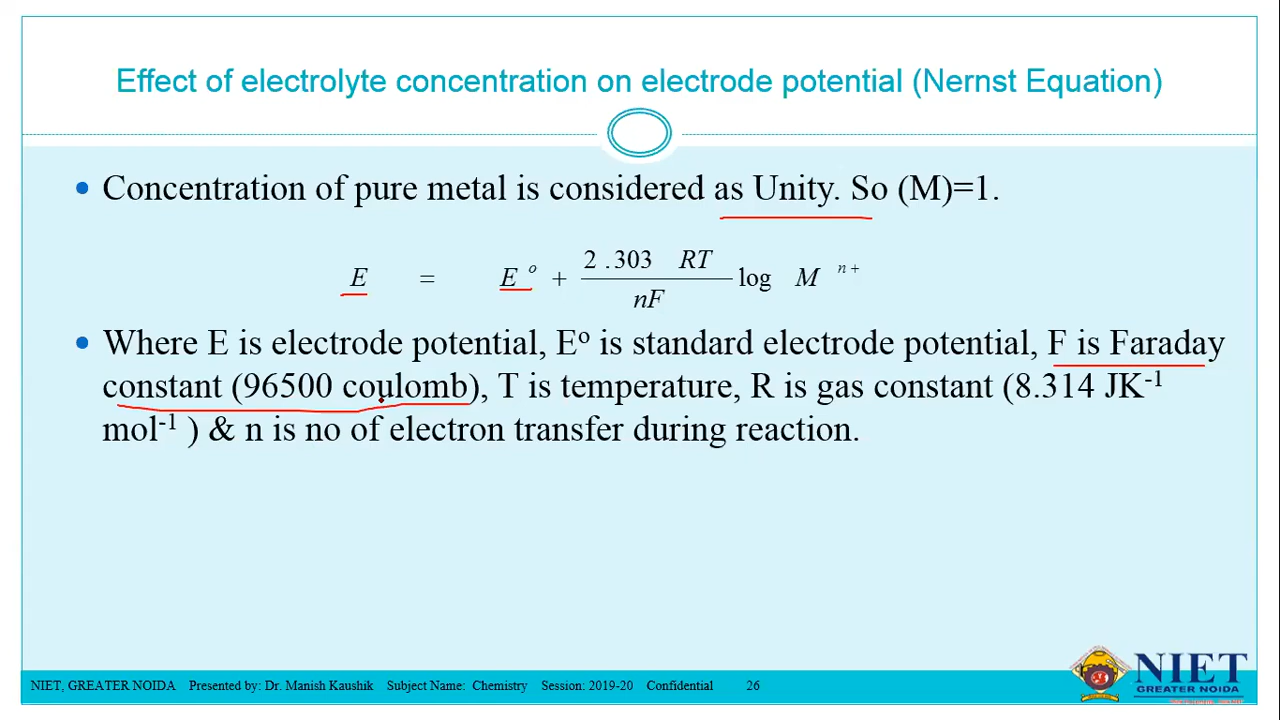 Effect of electrolyte concentration on electrode potential (Nernst Equation)
• Concentration of pure metal is considered as Unity. So (M)=1.
E = E° + 2 .303 RT / nF log M ⁿ⁺
• Where E is electrode potential, Eº is standard electrode potential, F is Faraday
constant (96500 coulomb), T is temperature, R is gas constant (8.314 JK⁻¹
mol⁻¹ ) & n is no of electron transfer during reaction.
NIET
GREATER NOIDA
NIET, GREATER NOIDA Presented by: Dr. Manish Kaushik Subject Name: Chemistry Session: 2019-20 Confidential 26